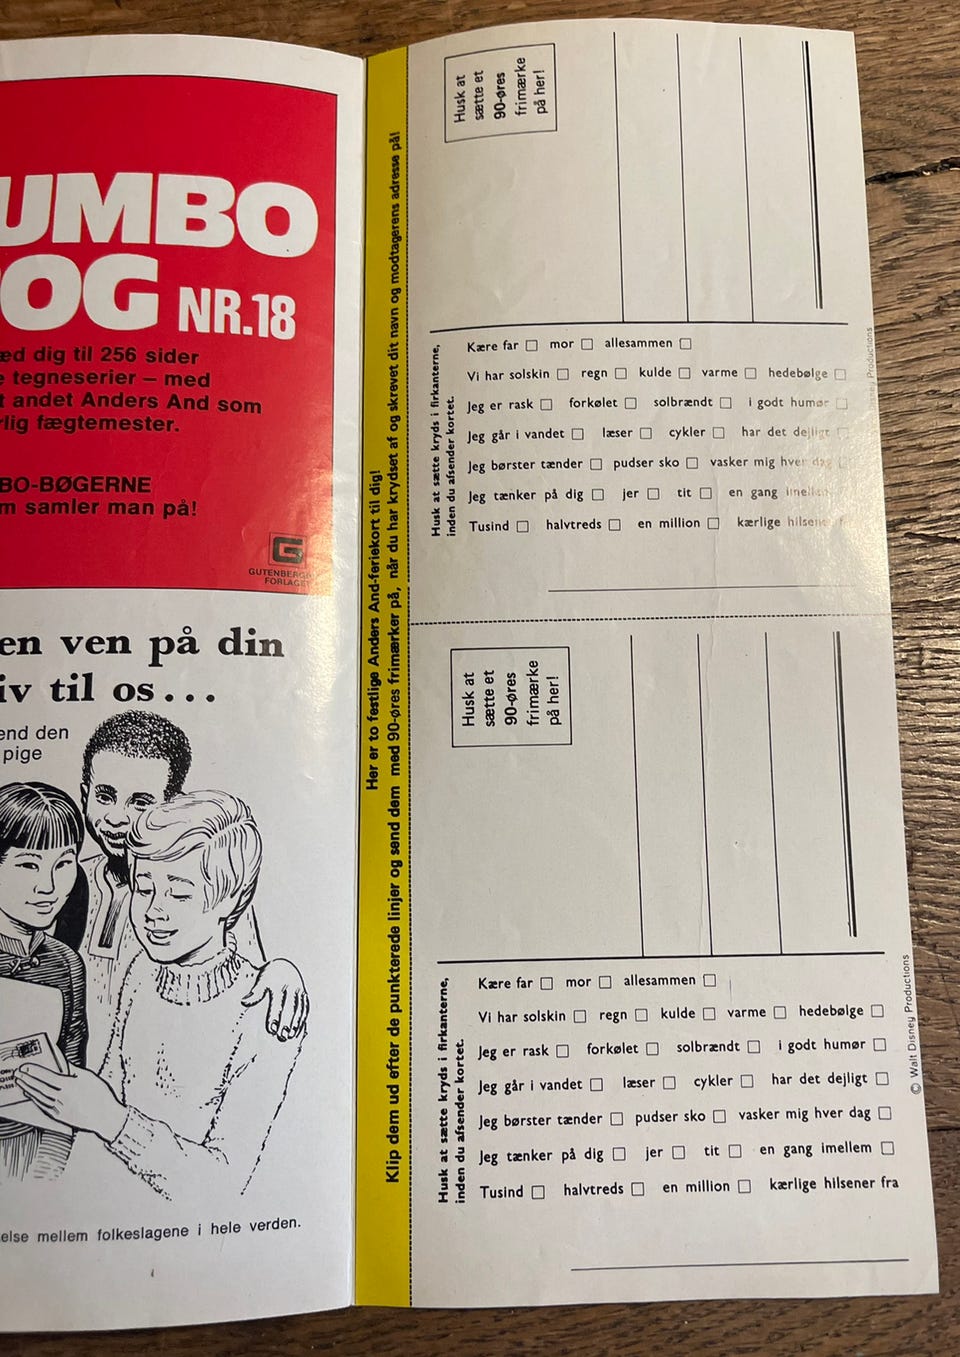 UMBO
OG NR.18
ed dig til 256 sider
tegneserier – med
andet Anders And som
lig fægtemester.
BO-BØGERNE
m samler man på!
G
GUTENBERG
FORLAGE
en ven på din
iv til os...
end den
pige
else mellem folkeslagene i hele verden.
Her er to festlige Anders And-feriekort til dig!
Klip dem ud efter de punkterede linjer og send dem med 90-øres frimærker på, når du har krydset af og skrevet dit navn og modtagerens adresse på!
Husk at
sætte et
90-øres
frimærke
på her!
Husk at sætte kryds i firkanterne,
inden du afsender kortet.
Kære far □ mor □ allesammen □
Vi har solskin □ regn □ kulde □ varme □ hedebølge □
Jeg er rask □ forkølet □ solbrændt □ i godt humør □
Jeg går i vandet □ læser □ cykler □ har det dejligt □
Jeg børster tænder □ pudser sko □ vasker mig hver dag □
Jeg tænker på dig □ jer □ tit □ en gang imellem □
Tusind □ halvtreds □ en million □ kærlige hilsener
Disney Productions
Husk at
sætte et
90-øres
frimærke
på her!
Husk at sætte kryds i firkanterne,
inden du afsender kortet.
Kære far □ mor □ allesammen □
Vi har solskin □ regn □ kulde □ varme □ hedebølge □
Jeg er rask □ forkølet □ solbrændt □ i godt humør □
Jeg går i vandet □ læser □ cykler □ har det dejligt □
Jeg børster tænder □ pudser sko □ vasker mig hver dag □
Jeg tænker på dig □ jer □ tit □ en gang imellem □
Tusind □ halvtreds □ en million □ kærlige hilsener fra
© Walt Disney Productions